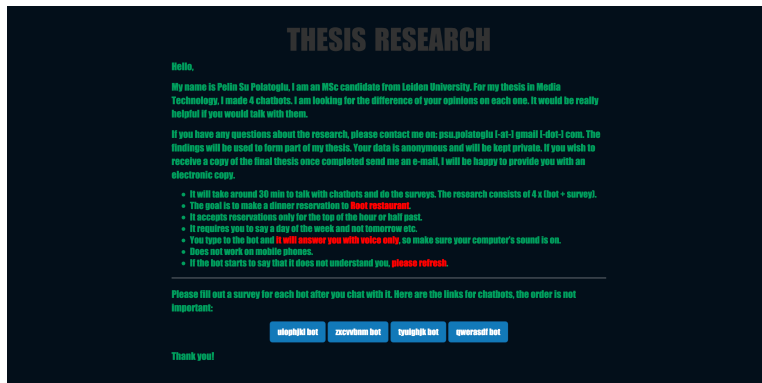 THESIS RESEARCH
Hello,
My name is Pelin Su Polatoglu, I am an MSc candidate from Leiden University. For my thesis in Media
Technology, I made 4 chatbots. I am looking for the difference of your opinions on each one. It would be really
helpful if you would talk with them.
If you have any questions about the research, please contact me on: psu.polatoglu [-at-] gmail [-dot-] com. The
findings will be used to form part of my thesis. Your data is anonymous and will be kept private. If you wish to
receive a copy of the final thesis once completed send me an e-mail, I will be happy to provide you with an
electronic copy.
• It will take around 30 min to talk with chatbots and do the surveys. The research consists of 4 x (bot + survey).
• The goal is to make a dinner reservation to Root restaurant.
• It accepts reservations only for the top of the hour or half past.
• It requires you to say a day of the week and not tomorrow etc.
• You type to the bot and it will answer you with voice only, so make sure your computer's sound is on.
• Does not work on mobile phones.
• If the bot starts to say that it does not understand you, please refresh.
Please fill out a survey for each bot after you chat with it. Here are the links for chatbots, the order is not
important:
uiophjkl bot zxcvvbnm bot tyuighjk bot qwerasdf bot
Thank you!